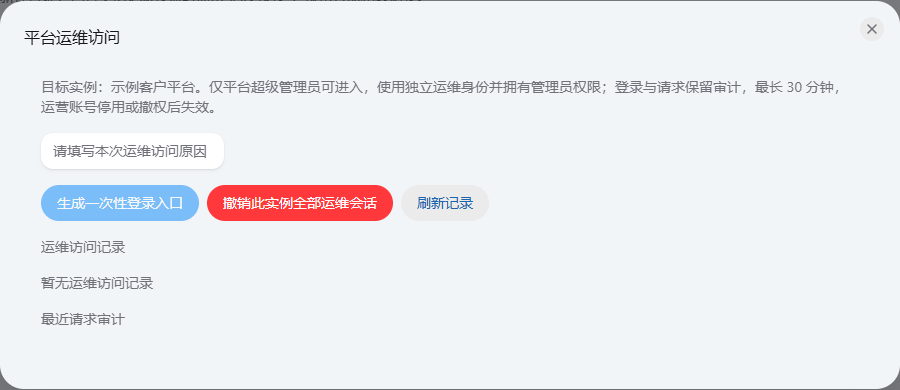 平台运维访问
目标实例：示例客户平台。仅平台超级管理员可进入，使用独立运维身份并拥有管理员权限；登录与请求保留审计，最长 30 分钟，
运营账号停用或撤权后失效。
请填写本次运维访问原因
生成一次性登录入口
撤销此实例全部运维会话
刷新记录
运维访问记录
暂无运维访问记录
最近请求审计